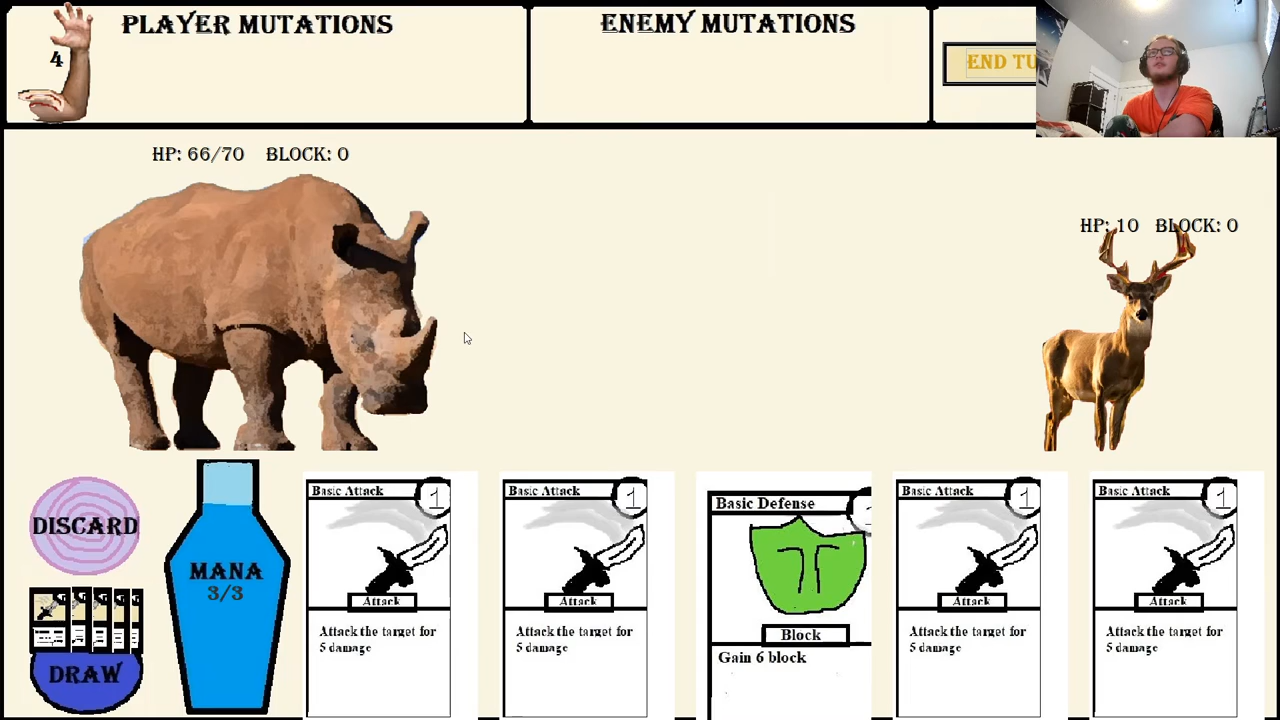 PLAYER MUTATIONS
ENEMY MUTATIONS
4
END TU
HP: 66/70 BLOCK: 0
HP: 10 BLOCK: 0
DISCARD
MANA
3/3
DRAW
Basic Attack 1
Attack
Attack the target for
5 damage
Basic Attack 1
Attack
Attack the target for
5 damage
Basic Defense
Block
Gain 6 block
Basic Attack 1
Attack
Attack the target for
5 damage
Basic Attack 1
Attack
Attack the target for
5 damage